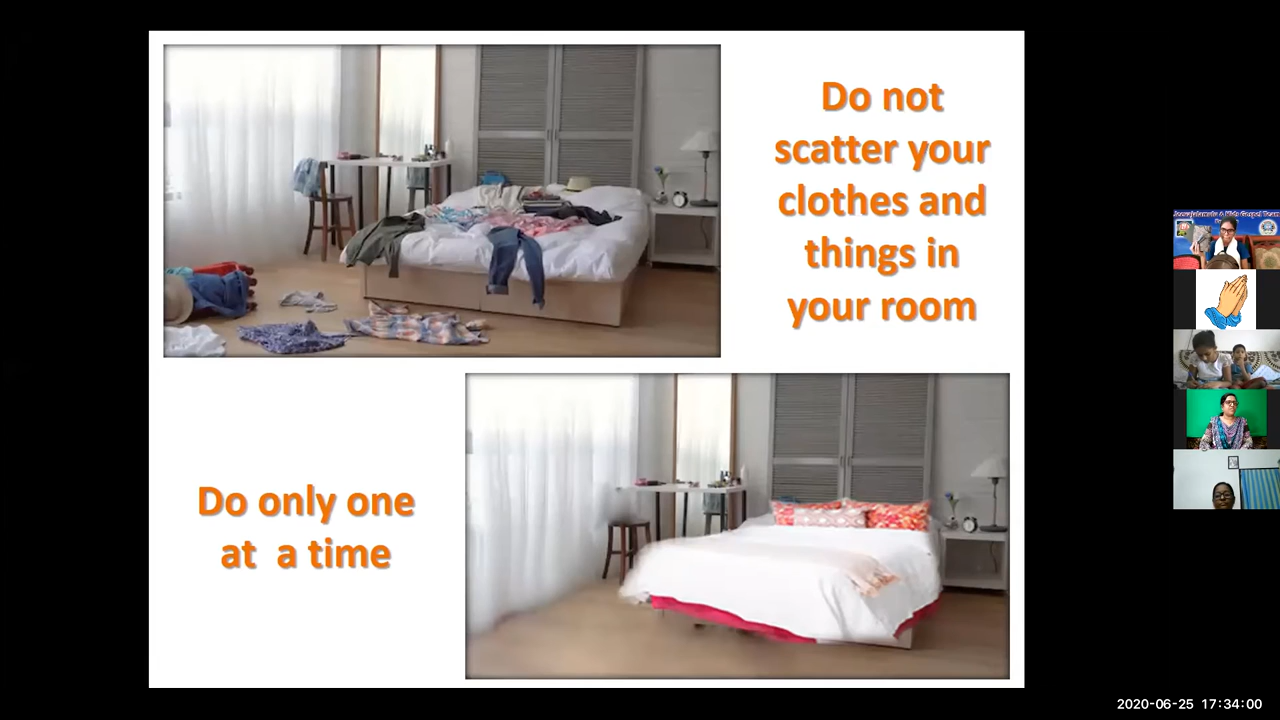 Do not
scatter your
clothes and
things in
your room
Do only one
at  a time
2020-06-25 17:34:00